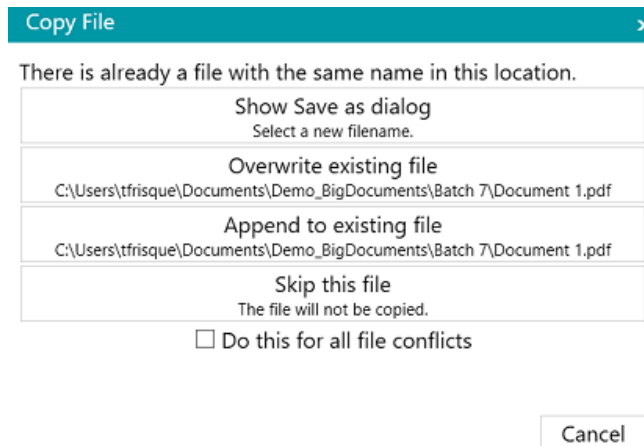 Copy File
There is already a file with the same name in this location.
Show Save as dialog
Select a new filename.
Overwrite existing file
C:\Users\tfrisque\Documents\Demo_BigDocuments\Batch 7\Document 1.pdf
Append to existing file
C:\Users\tfrisque\Documents\Demo_BigDocuments\Batch 7\Document 1.pdf
Skip this file
The file will not be copied.
Do this for all file conflicts
Cancel